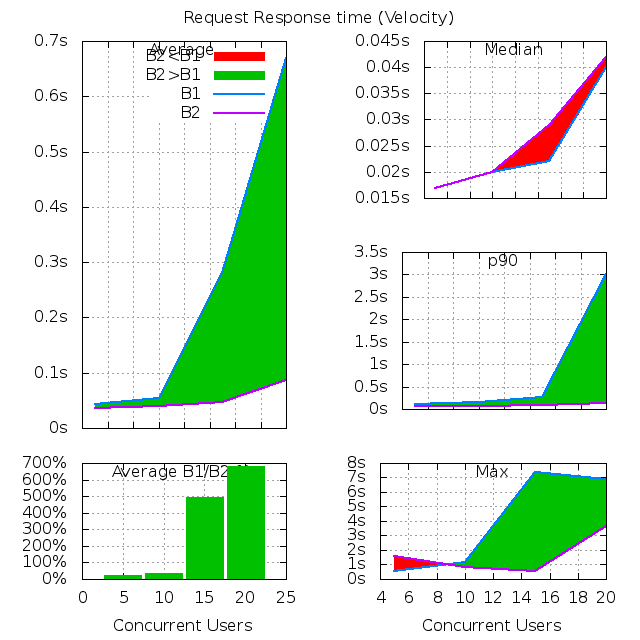 Request Response time (Velocity)
Average
B2 <B1
B2 >B1
B1
B2
0.7s
0.6s
0.5s
0.4s
0.3s
0.2s
0.1s
0s
Median
0.045s
0.04s
0.035s
0.03s
0.025s
0.02s
0.015s
p90
3.5s
3s
2.5s
2s
1.5s
1s
0.5s
0s
Average B1/B2
700%
600%
500%
400%
300%
200%
100%
0%
0 5 10 15 20 25
Concurrent Users
Max
8s
7s
6s
5s
4s
3s
2s
1s
0s
4 6 8 10 12 14 16 18 20
Concurrent Users